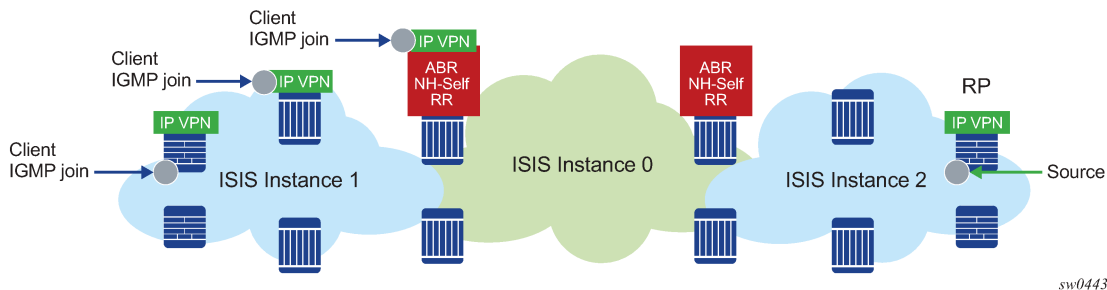 Client
IGMP join
IP VPN
ABR
NH-Self
RR
Client
IGMP join
IP VPN
Client
IGMP join
IP VPN
ISIS Instance 1
ISIS Instance 0
ABR
NH-Self
RR
ISIS Instance 2
RP
IP VPN
Source
sw0443